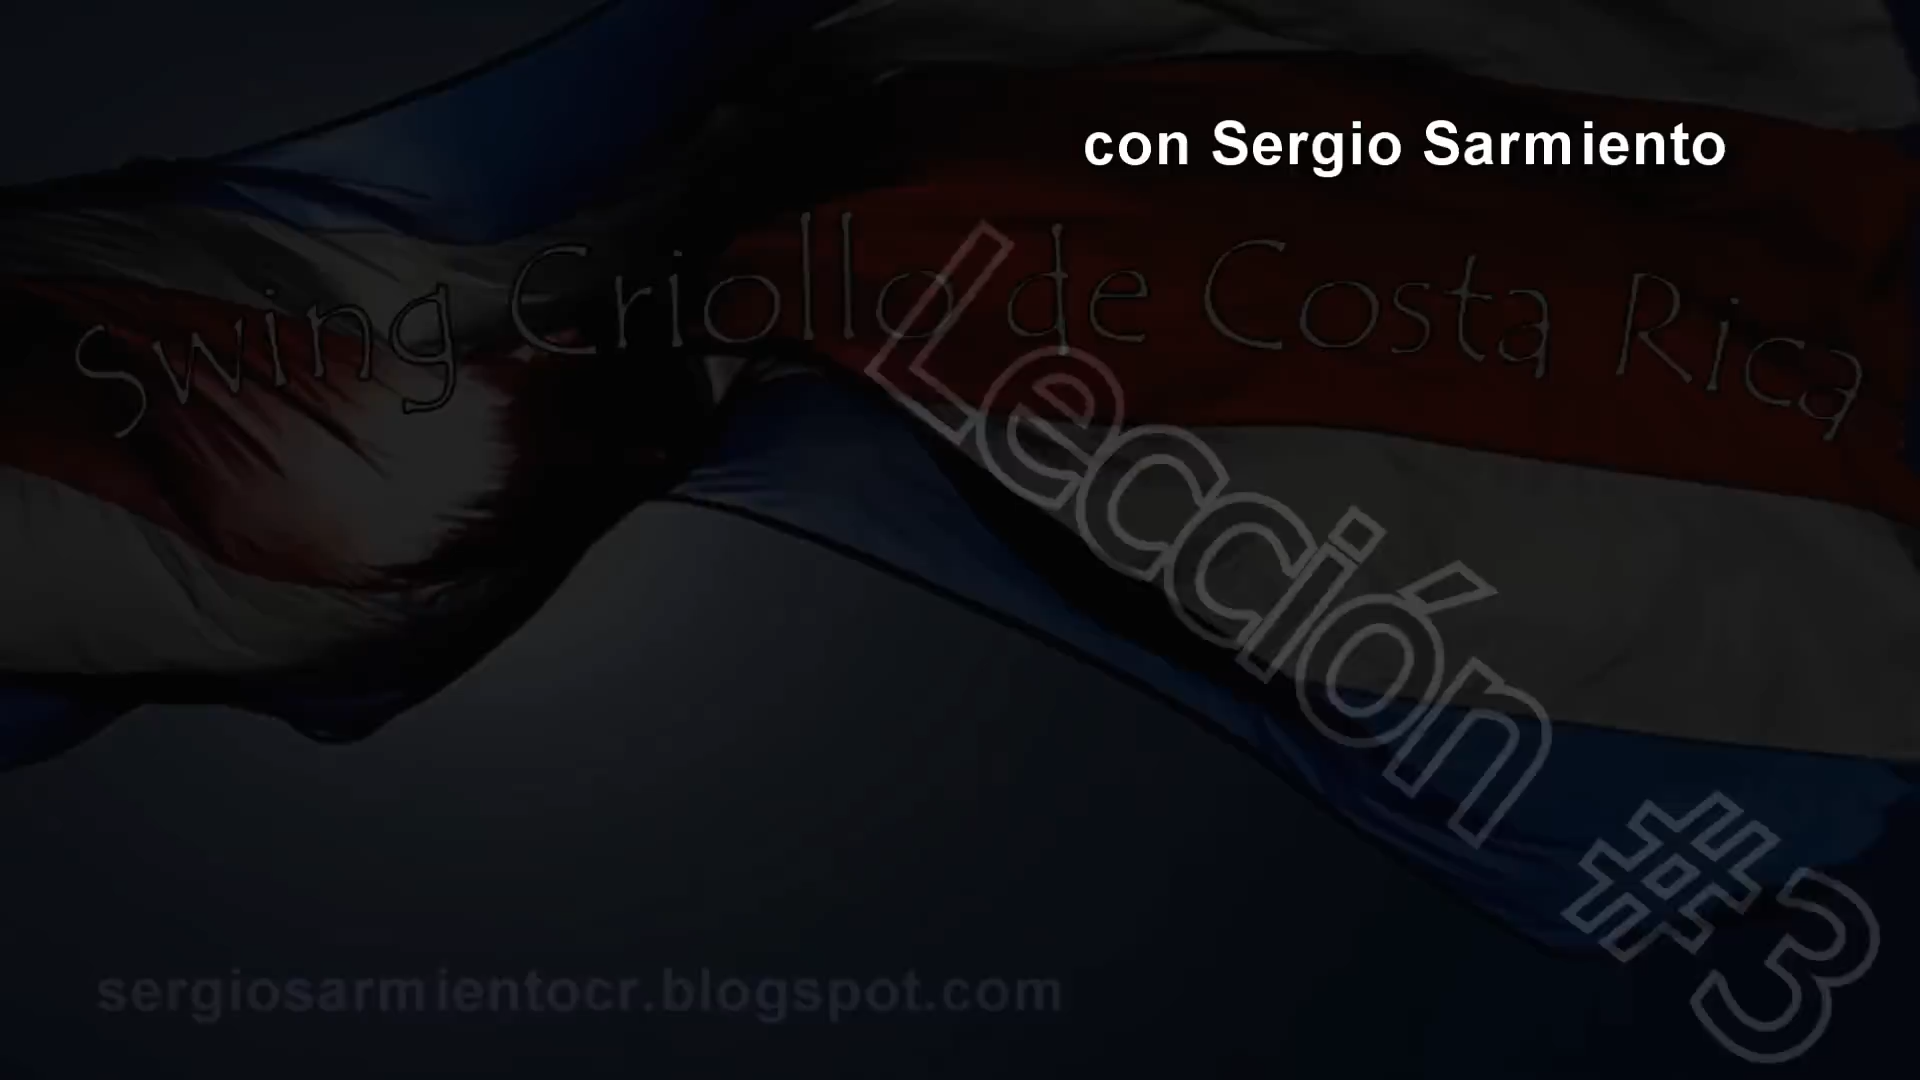 con Sergio Sarmiento
Swing Criollo de Costa Rica
Lección #3
sergiosarmientocr.blogspot.com